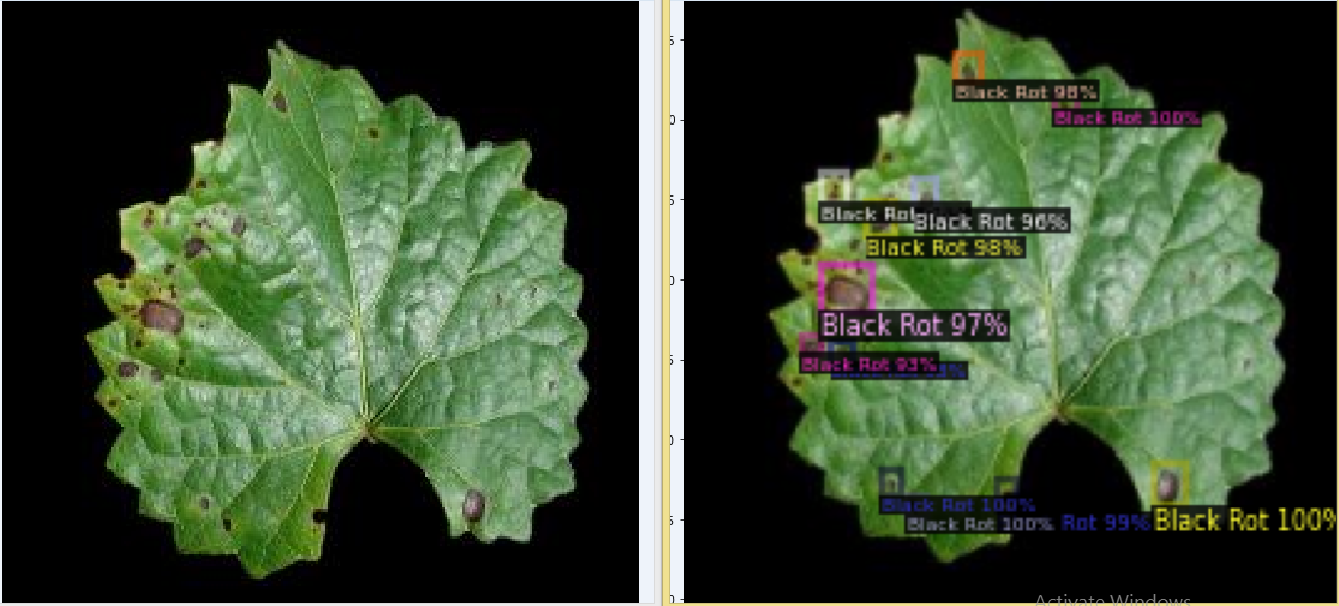 Black Rot 98%
Black Rot 100%
Black Rot
Black Rot 96%
Black Rot 98%
Black Rot 97%
Black Rot 93%
Black Rot 100%
Black Rot 100%
Rot 99%
Black Rot 100%
Activate Windows